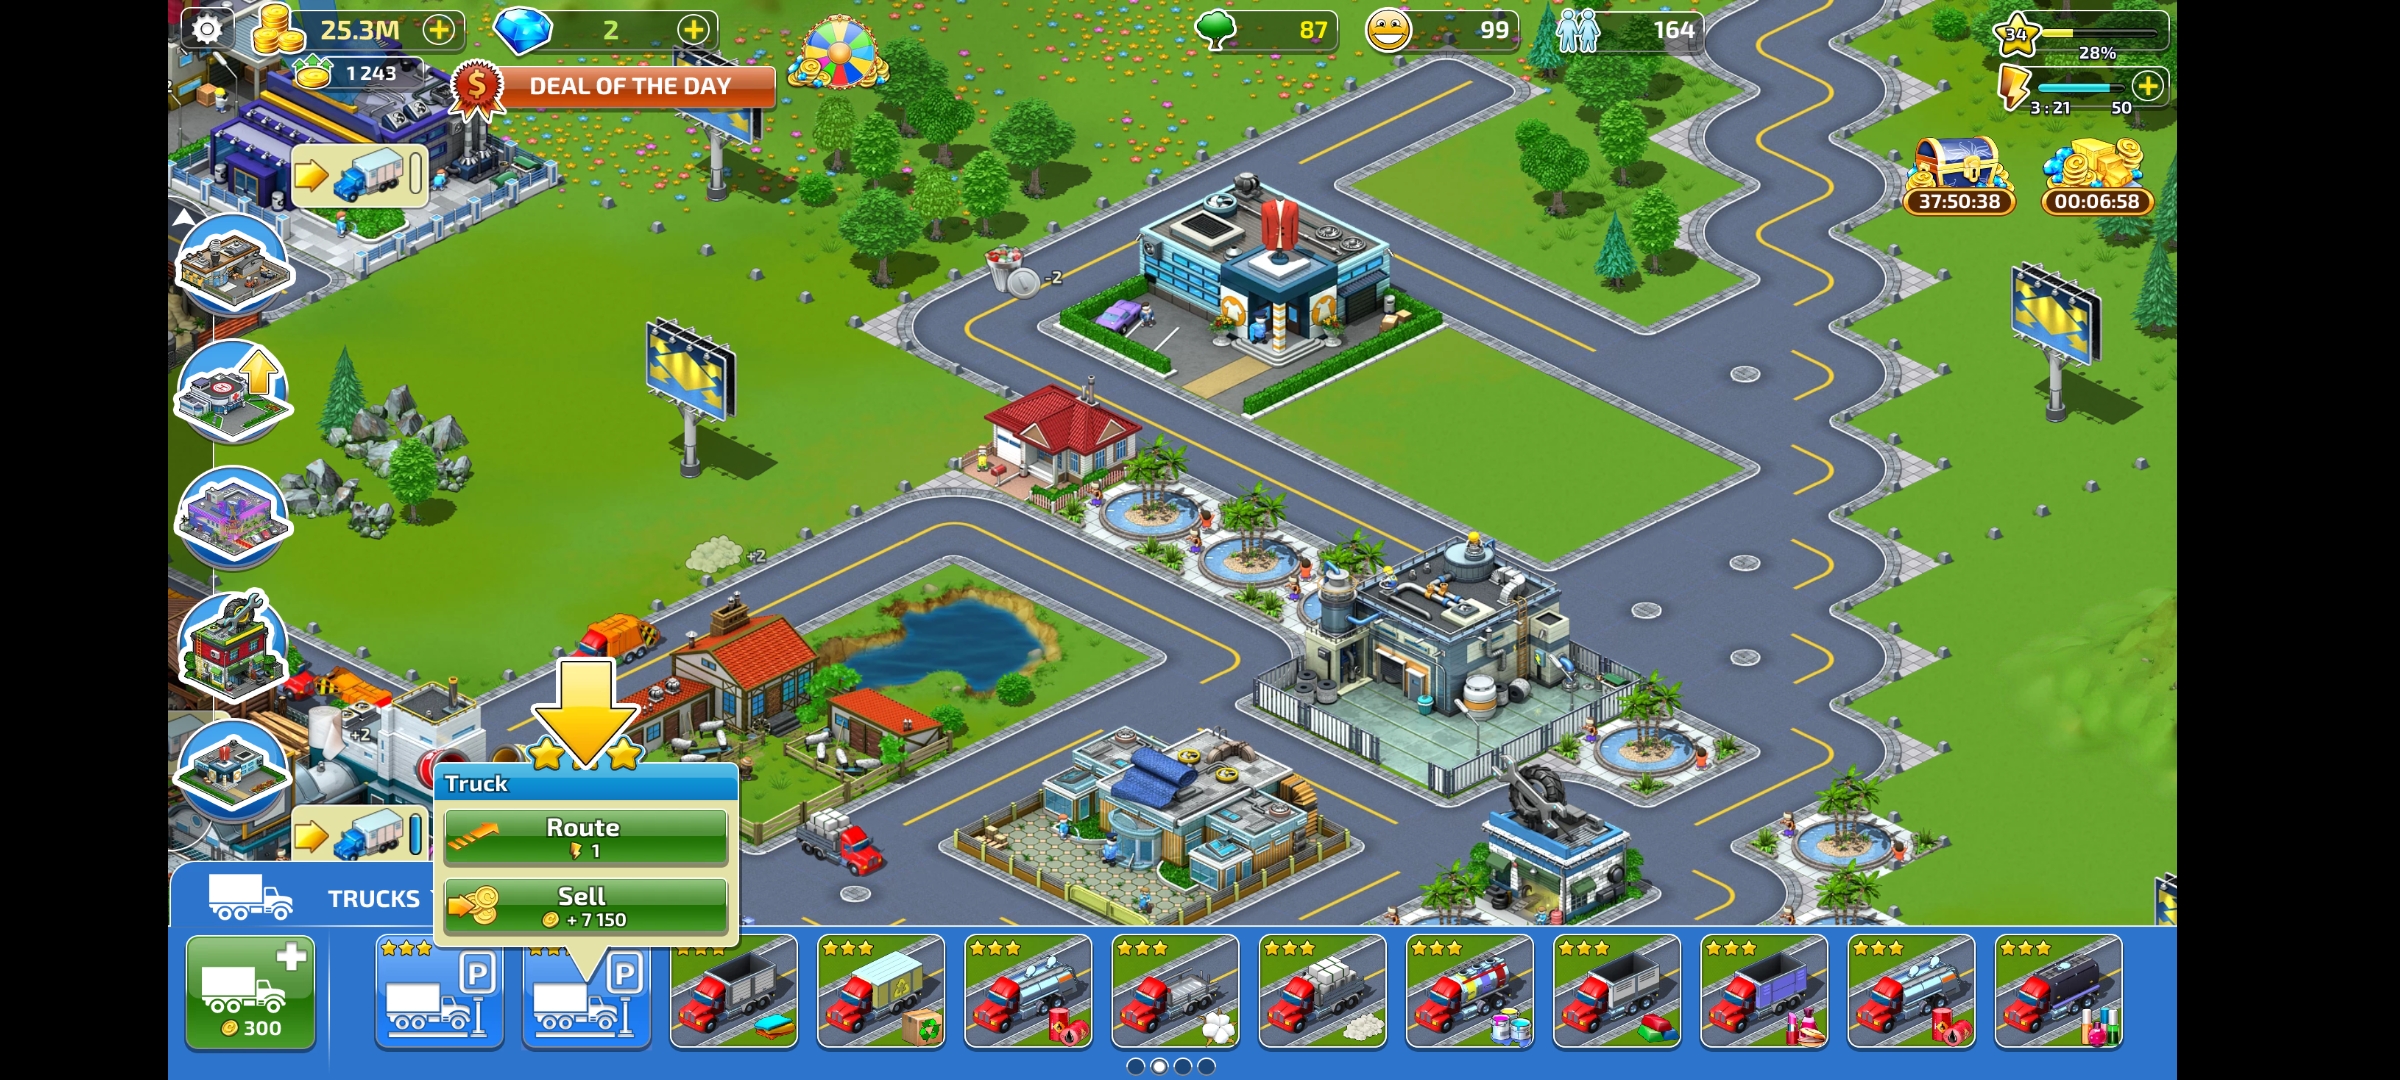 25.3M
2
87
99
164
34
28%
1 243
DEAL OF THE DAY
3 : 21
50
37:50:38
00:06:58
-2
+2
+2
Truck
Route
1
Sell
+ 7 150
TRUCKS
300
P
P